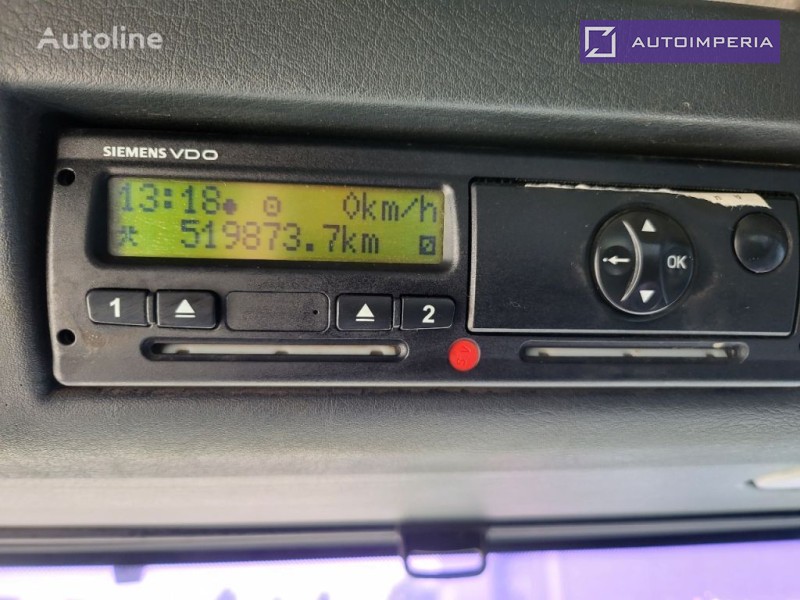 Autoline
AUTOIMPERIA
SIEMENS VDO
13:18 0km/h
519873.7km
1
2
OK